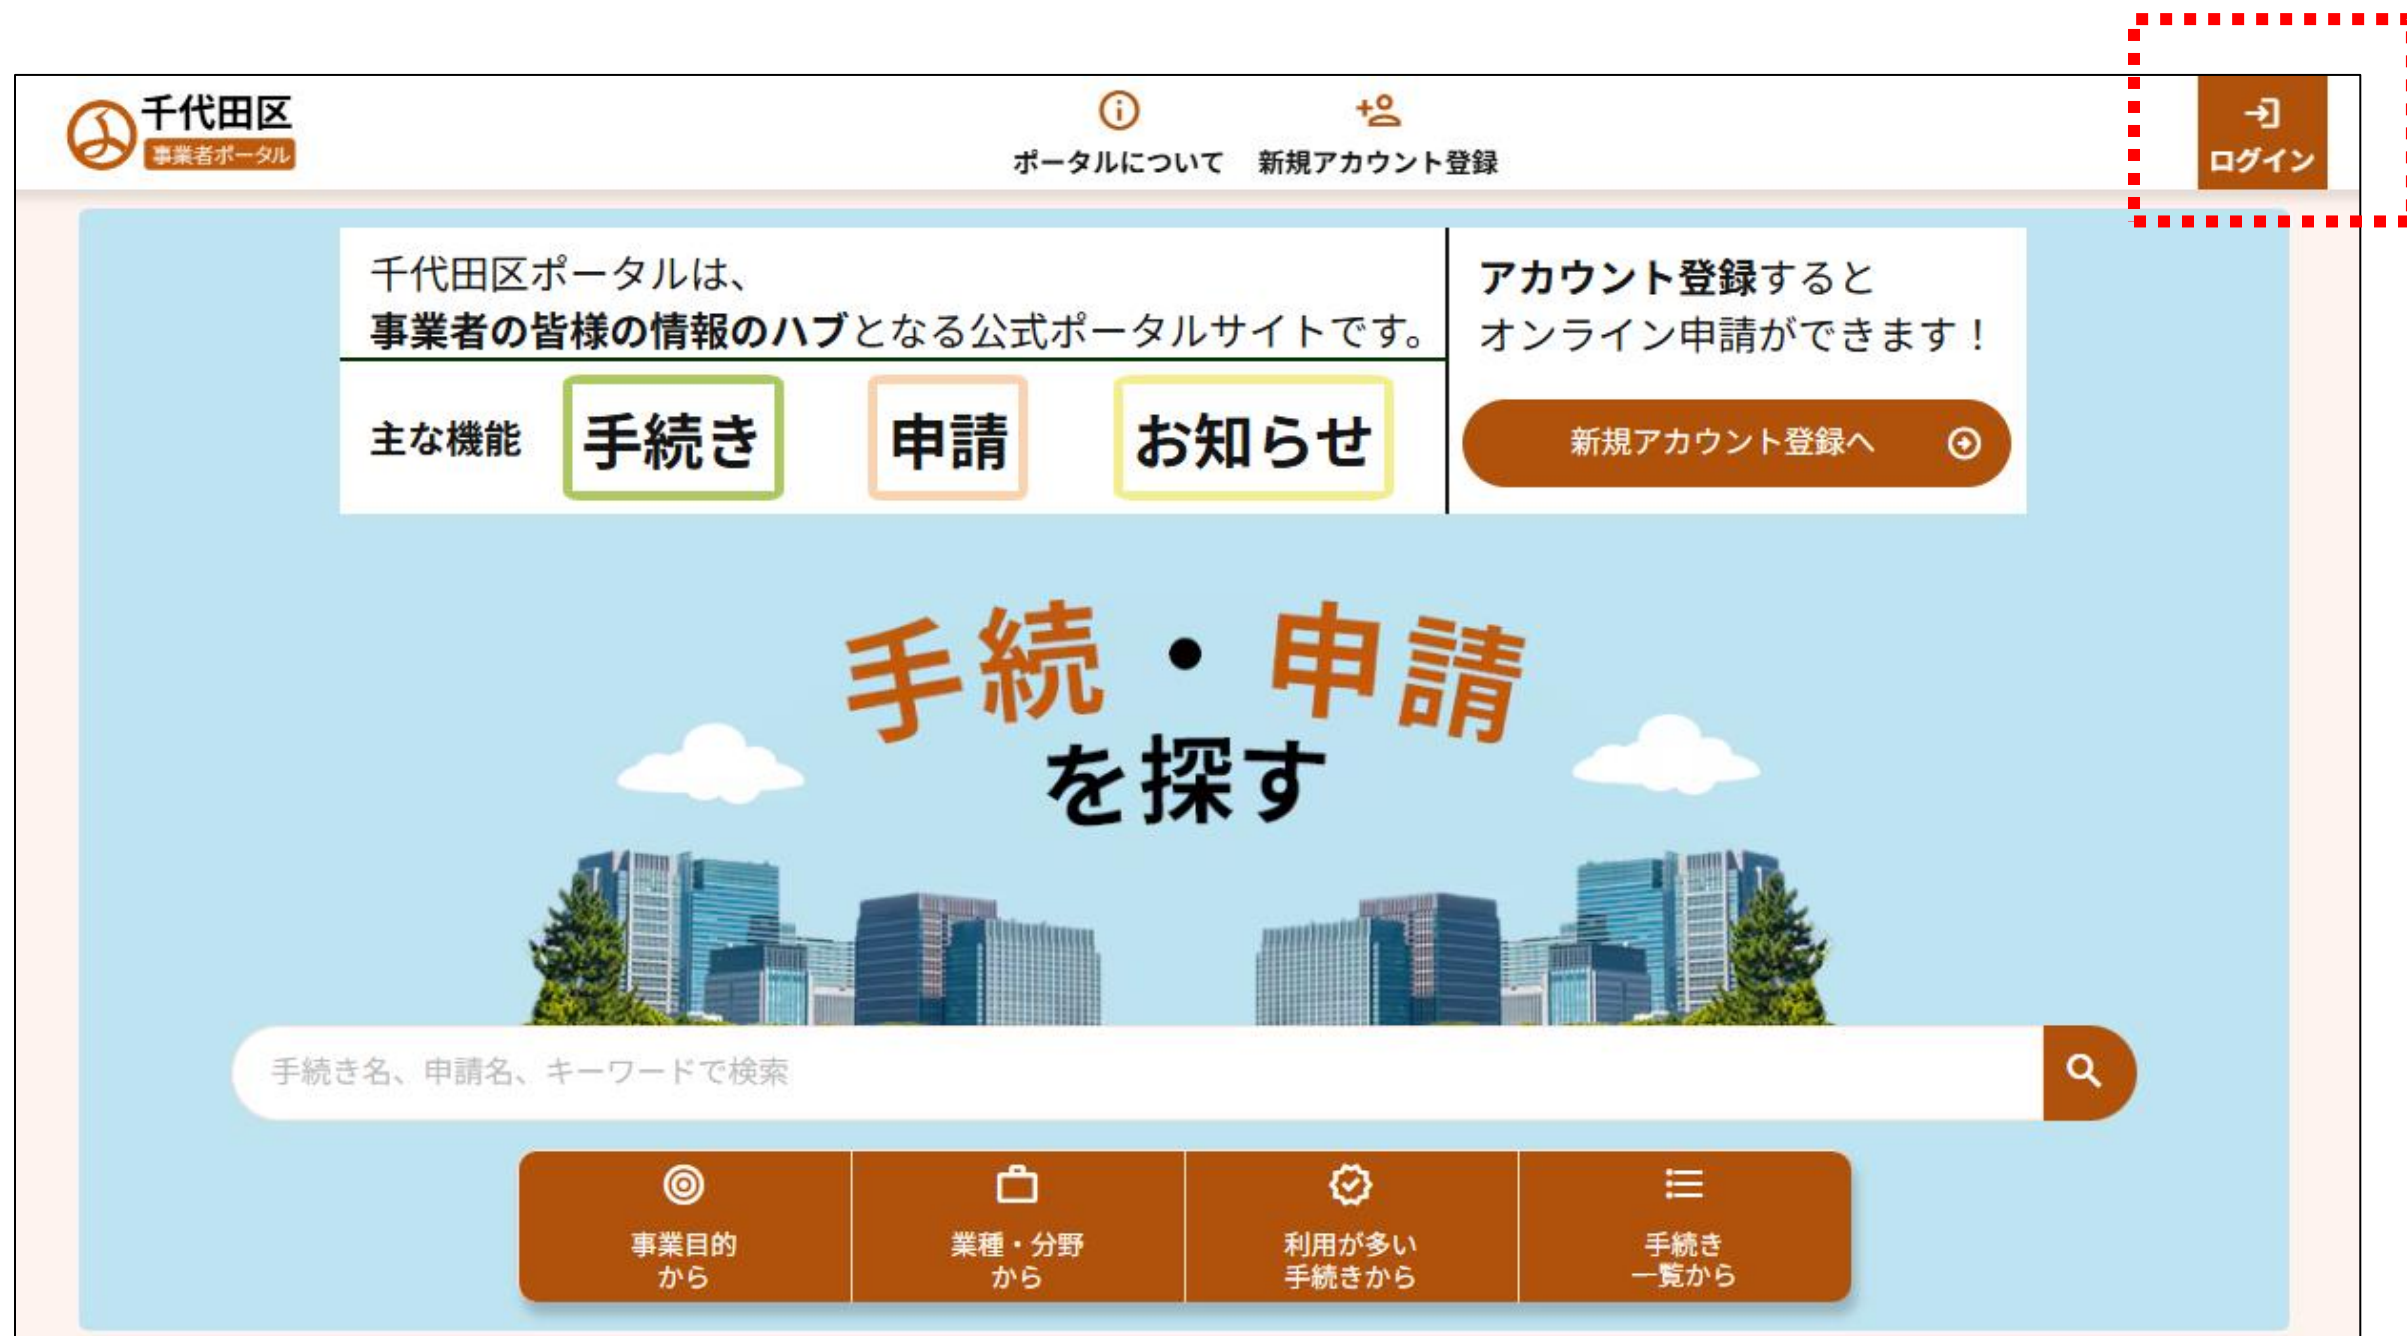 千代田区
事業者ポータル
ポータルについて
新規アカウント登録
ログイン
千代田区ポータルは、
事業者の皆様の情報のハブとなる公式ポータルサイトです。
主な機能
手続き
申請
お知らせ
アカウント登録すると
オンライン申請ができます！
新規アカウント登録へ
手続・申請
を探す
手続き名、申請名、キーワードで検索
事業目的
から
業種・分野
から
利用が多い
手続きから
手続き
一覧から